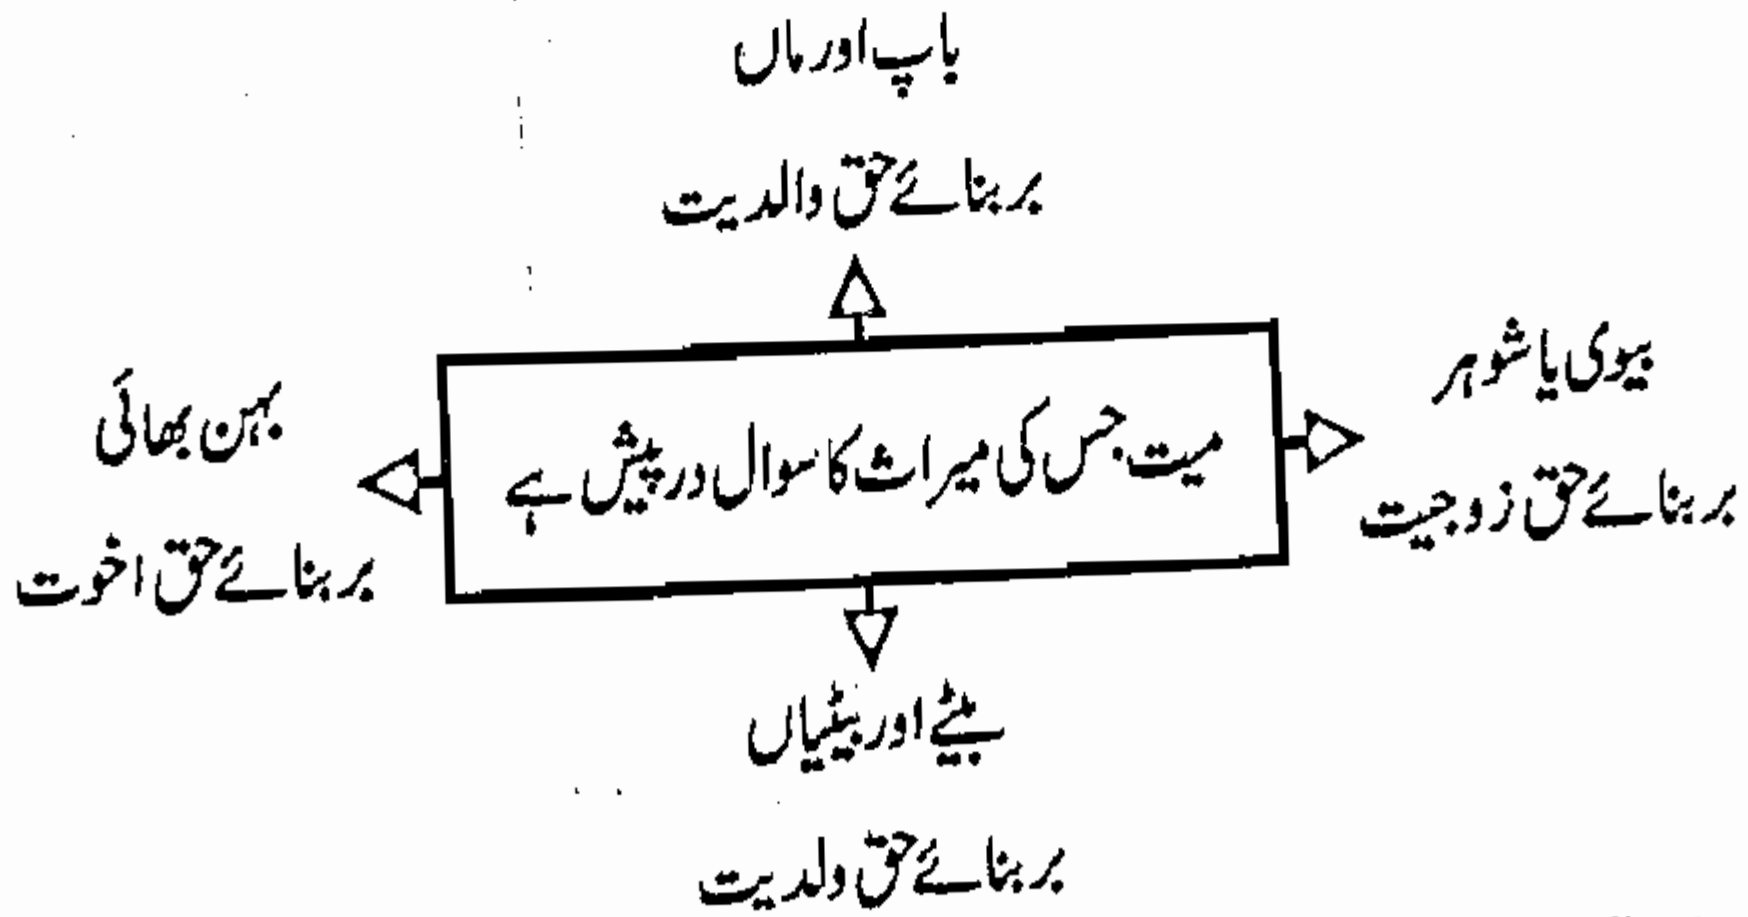 باپ اور ماں
بر بنائے حق والدیت
بیوی یا شوہر
بر بنائے حق زوجیت
میت جس کی میراث کا سوال درپیش ہے
بہن بھائی
بر بنائے حق اخوت
بیٹے اور بیٹیاں
بر بنائے حق ولدیت